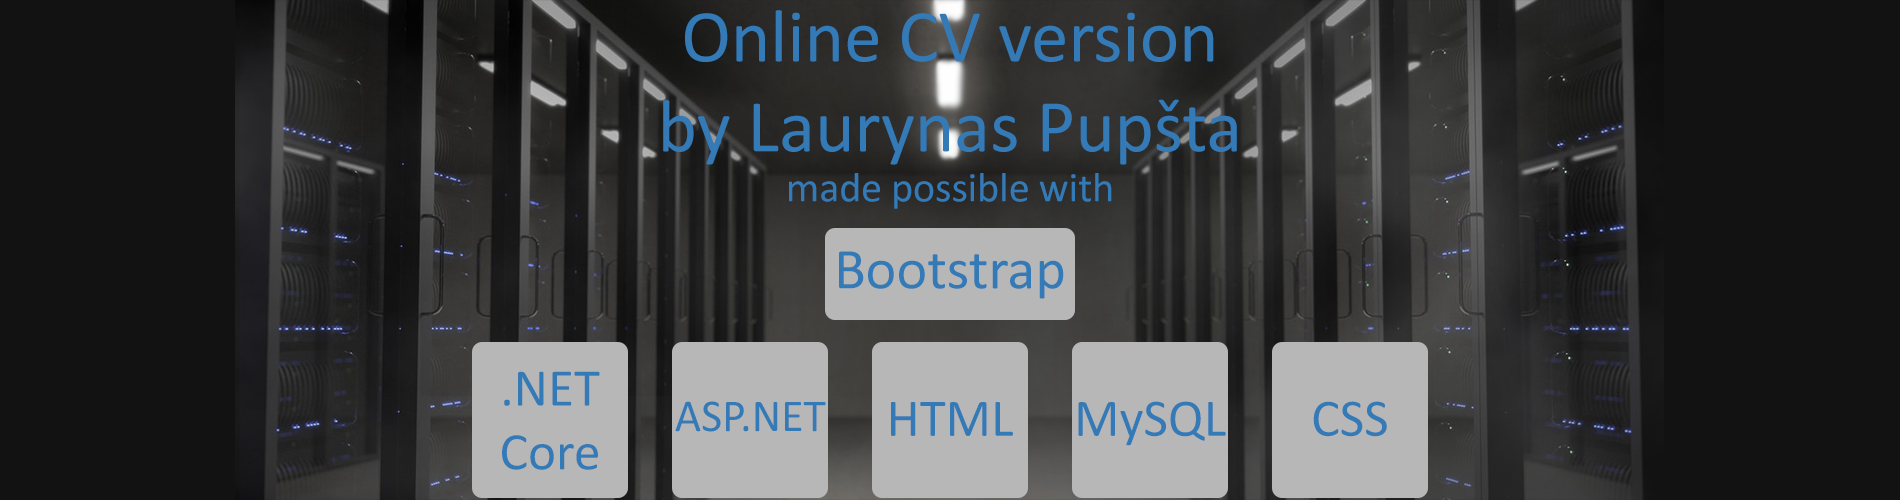 Online CV version
by Laurynas Pupšta
made possible with
Bootstrap
.NET
Core
ASP.NET
HTML
MySQL
CSS